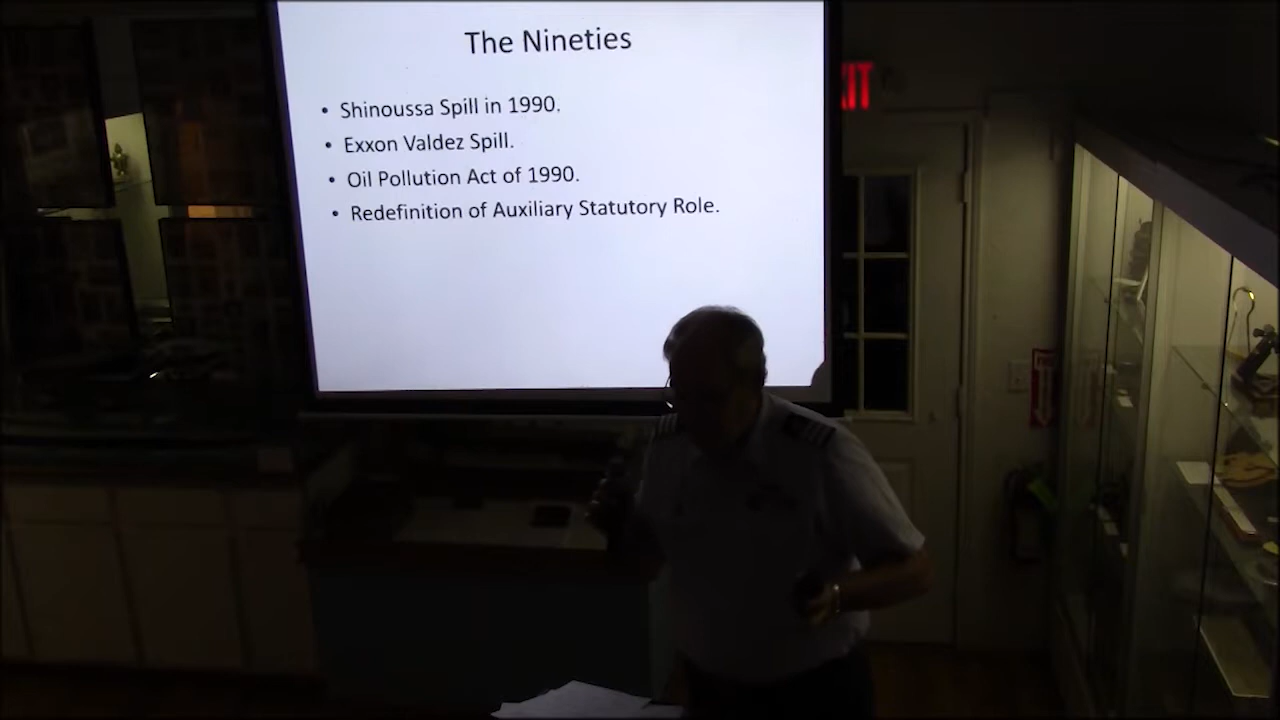 The Nineties
• Shinoussa Spill in 1990.
• Exxon Valdez Spill.
• Oil Pollution Act of 1990.
• Redefinition of Auxiliary Statutory Role.
XIT